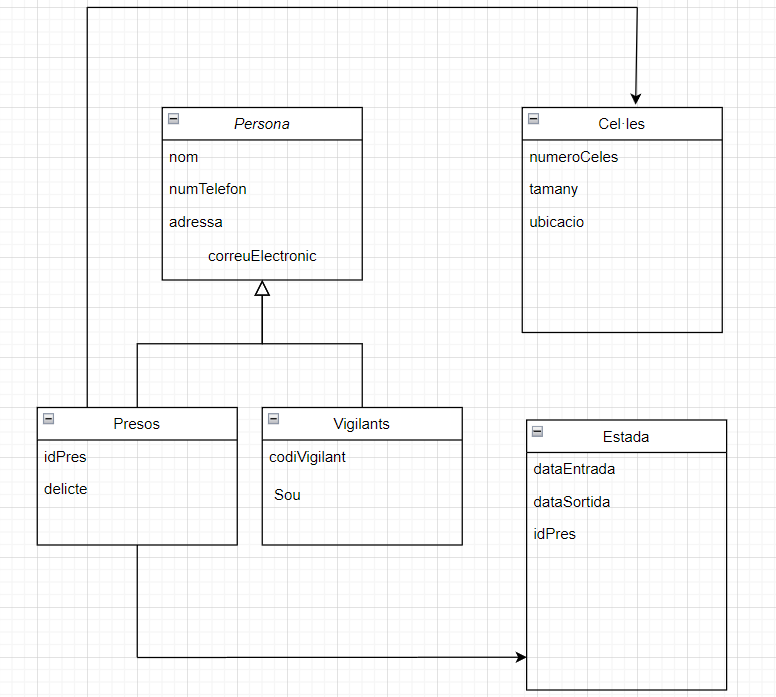 Persona
nom
numTelefon
adressa
correuElectronic
Cel·les
numeroCeles
tamany
ubicacio
Presos
idPres
delicte
Vigilants
codiVigilant
Sou
Estada
dataEntrada
dataSortida
idPres